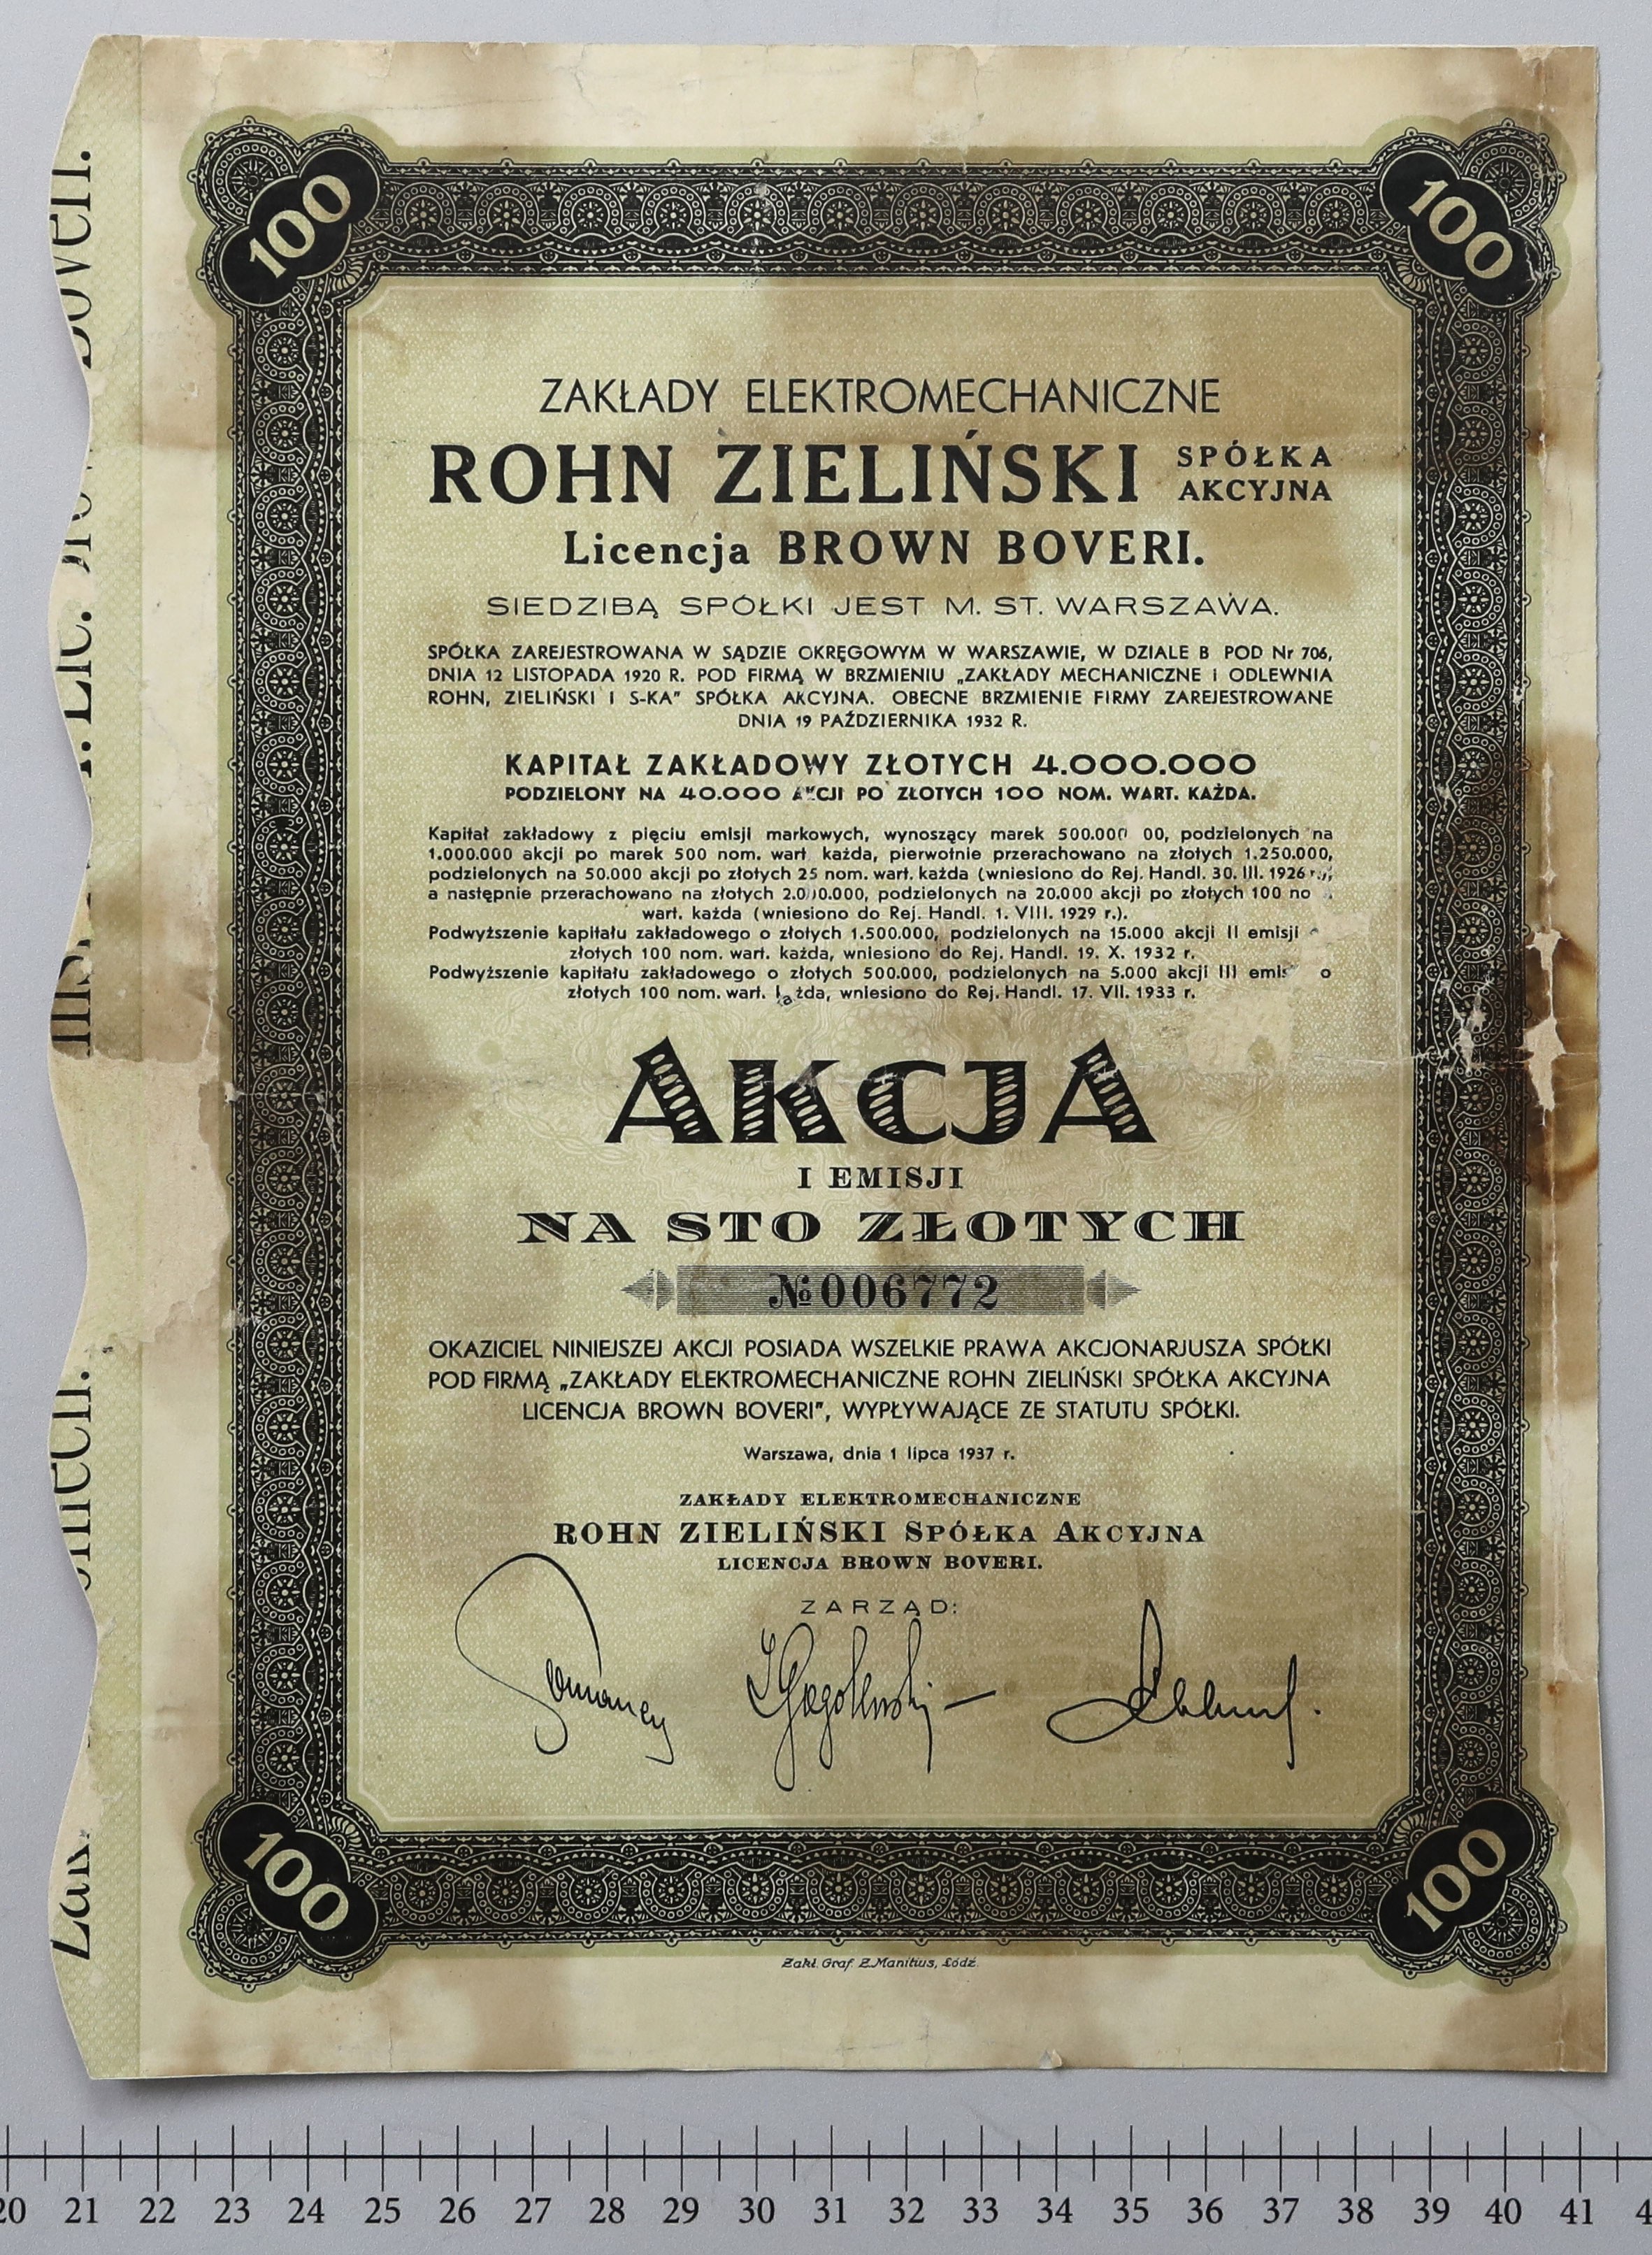 100
100
ZAKŁADY ELEKTROMECHANICZNE
ROHN ZIELIŃSKI SPÓŁKA AKCYJNA
Licencja BROWN BOVERI.
SIEDZIBĄ SPÓŁKI JEST M. ST. WARSZAWA.
SPÓŁKA ZAREJESTROWANA W SĄDZIE OKRĘGOWYM W WARSZAWIE, W DZIALE B POD Nr 706,
DNIA 12 LISTOPADA 1920 R. POD FIRMĄ W BRZMIENIU „ZAKŁADY MECHANICZNE I ODLEWNIA
ROHN, ZIELIŃSKI I S-KA" SPÓŁKA AKCYJNA. OBECNE BRZMIENIE FIRMY ZAREJESTROWANE
DNIA 19 PAŹDZIERNIKA 1932 R.
KAPITAŁ ZAKŁADOWY ZŁOTYCH 4.000.000
PODZIELONY NA 40.000 AKCJI PO ZŁOTYCH 100 NOM. WART. KAŻDA.
Kapitał zakładowy z pięciu emisji markowych, wynoszący marek 500.000 00, podzielonych na
1.000.000 akcji po marek 500 nom. wart każda, pierwotnie przerachowano na złotych 1.250.000,
podzielonych na 50.000 akcji po złotych 25 nom. wart. każda (wniesiono do Rej. Handl. 30. III. 1926 r.),
a następnie przerachowano na złotych 2.000.000, podzielonych na 20.000 akcji po złotych 100 no
wart. każda (wniesiono do Rej. Handl. 1. VIII. 1929 r.).
Podwyższenie kapitału zakładowego o złotych 1.500.000, podzielonych na 15.000 akcji II emisji
złotych 100 nom. wart. każda, wniesiono do Rej. Handl. 19. X. 1932 r.
Podwyższenie kapitału zakładowego o złotych 500.000, podzielonych na 5.000 akcji III emis o
złotych 100 nom. wart. każda, wniesiono do Rej. Handl. 17. VII. 1933 r.
AKCJA
I EMISJI
NA STO ZŁOTYCH
№ 006772
OKAZICIEL NINIEJSZEJ AKCJI POSIADA WSZELKIE PRAWA AKCJONARJUSZA SPÓŁKI
POD FIRMĄ „ZAKŁADY ELEKTROMECHANICZNE ROHN ZIELIŃSKI SPÓŁKA AKCYJNA
LICENCJA BROWN BOVERI", WYPŁYWAJĄCE ZE STATUTU SPÓŁKI.
Warszawa, dnia 1 lipca 1937 r.
ZAKŁADY ELEKTROMECHANICZNE
ROHN ZIELIŃSKI SPÓŁKA AKCYJNA
LICENCJA BROWN BOVERI.
ZARZĄD:
100
100
Zakł. Graf. Z. Manitius, Łódź
20 21 22 23 24 25 26 27 28 29 30 31 32 33 34 35 36 37 38 39 40 41 4